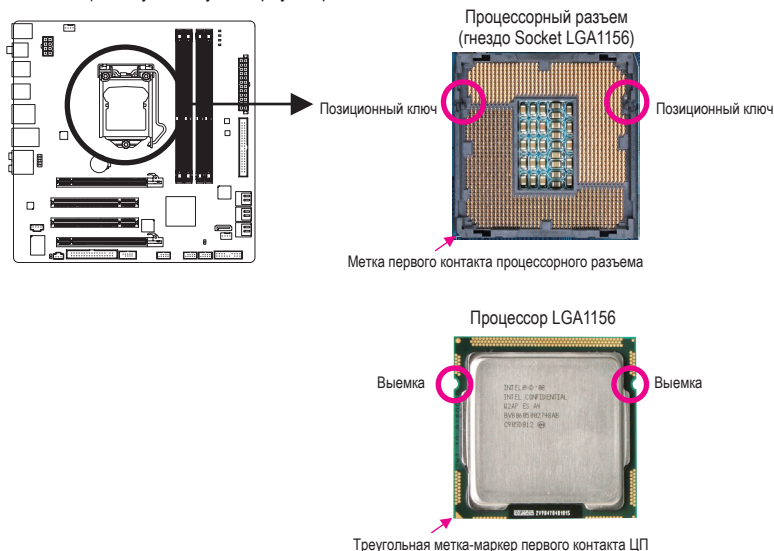 Процессорный разъем
(гнездо Socket LGA1156)
Позиционный ключ
Позиционный ключ
Метка первого контакта процессорного разъема
Процессор LGA1156
Выемка
Выемка
INTEL CONFIDENTIAL
Треугольная метка-маркер первого контакта ЦП